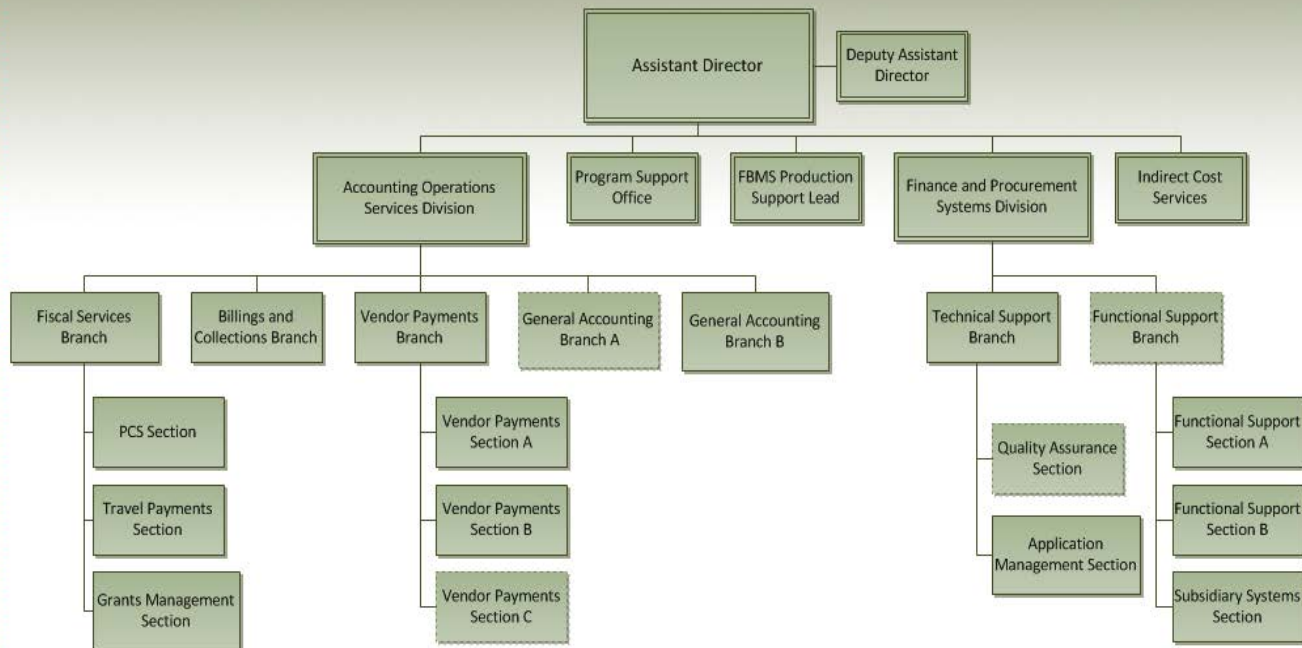 Assistant Director
Deputy Assistant
Director
Accounting Operations
Services Division
Program Support
Office
FBMS Production
Support Lead
Finance and Procurement
Systems Division
Indirect Cost
Services
Fiscal Services
Branch
Billings and
Collections Branch
Vendor Payments
Branch
General Accounting
Branch A
General Accounting
Branch B
Technical Support
Branch
Functional Support
Branch
PCS Section
Travel Payments
Section
Grants Management
Section
Vendor Payments
Section A
Vendor Payments
Section B
Vendor Payments
Section C
Quality Assurance
Section
Application
Management Section
Functional Support
Section A
Functional Support
Section B
Subsidiary Systems
Section